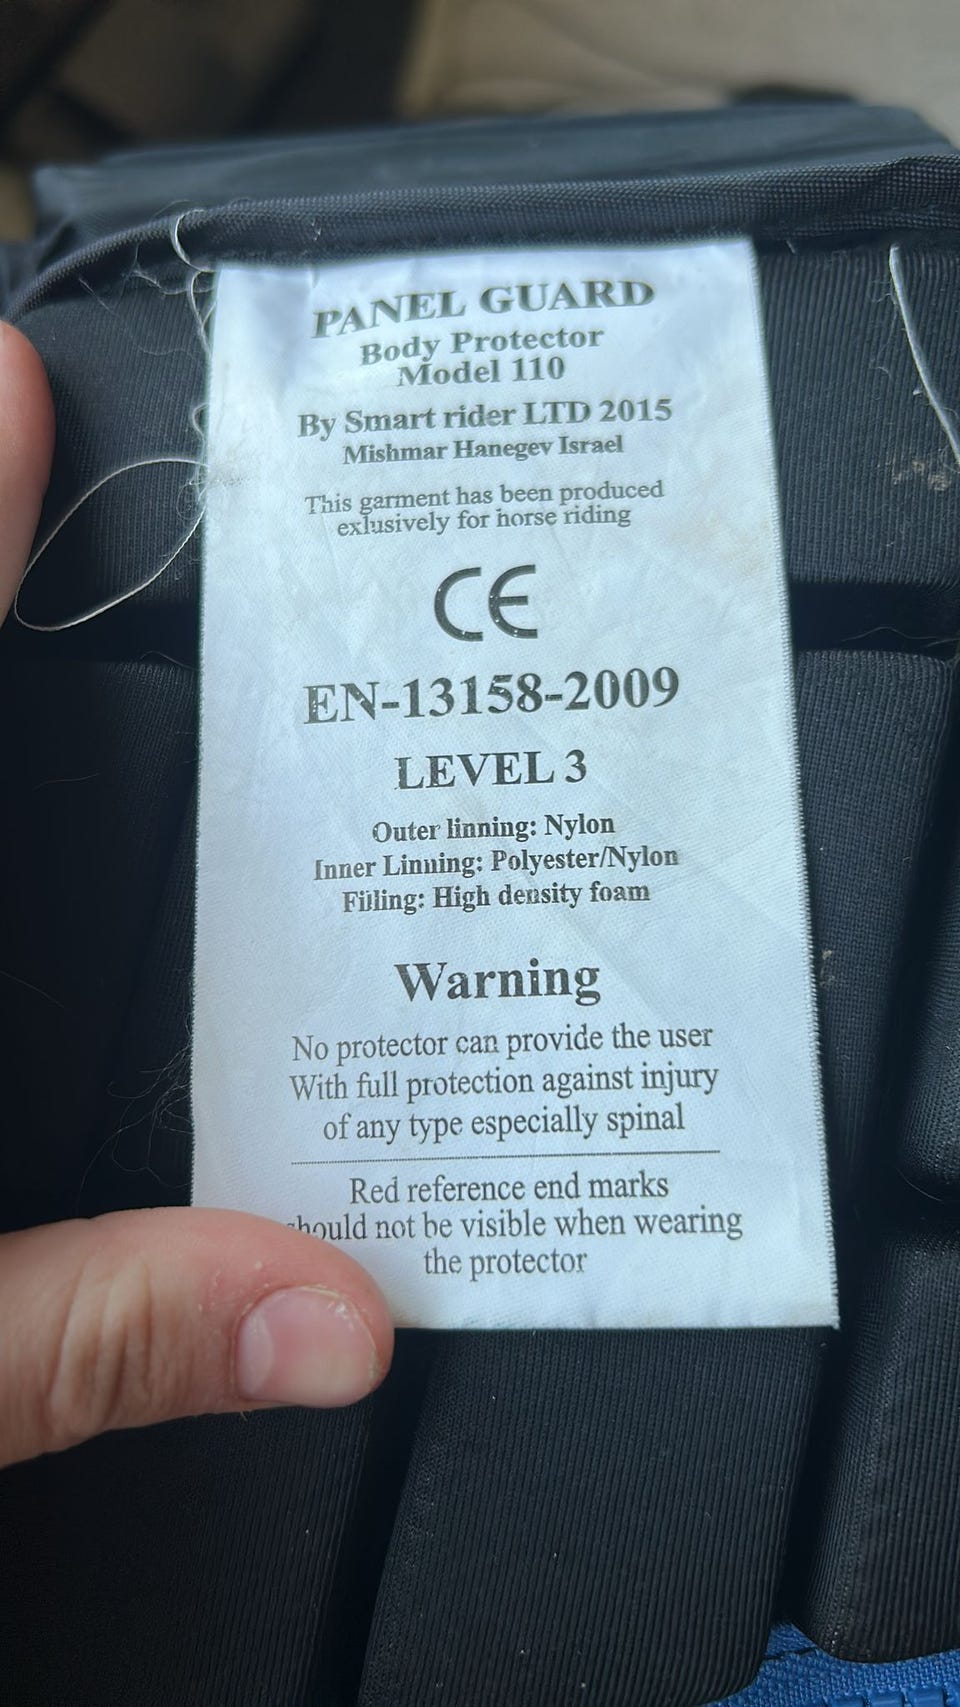 PANEL GUARD
Body Protector
Model 110
By Smart rider LTD 2015
Mishmar Hanegev Israel
This garment has been produced
exlusively for horse riding
CE
EN-13158-2009
LEVEL 3
Outer linning: Nylon
Inner Linning: Polyester/Nylon
Filling: High density foam
Warning
No protector can provide the user
With full protection against injury
of any type especially spinal
Red reference end marks
should not be visible when wearing
the protector